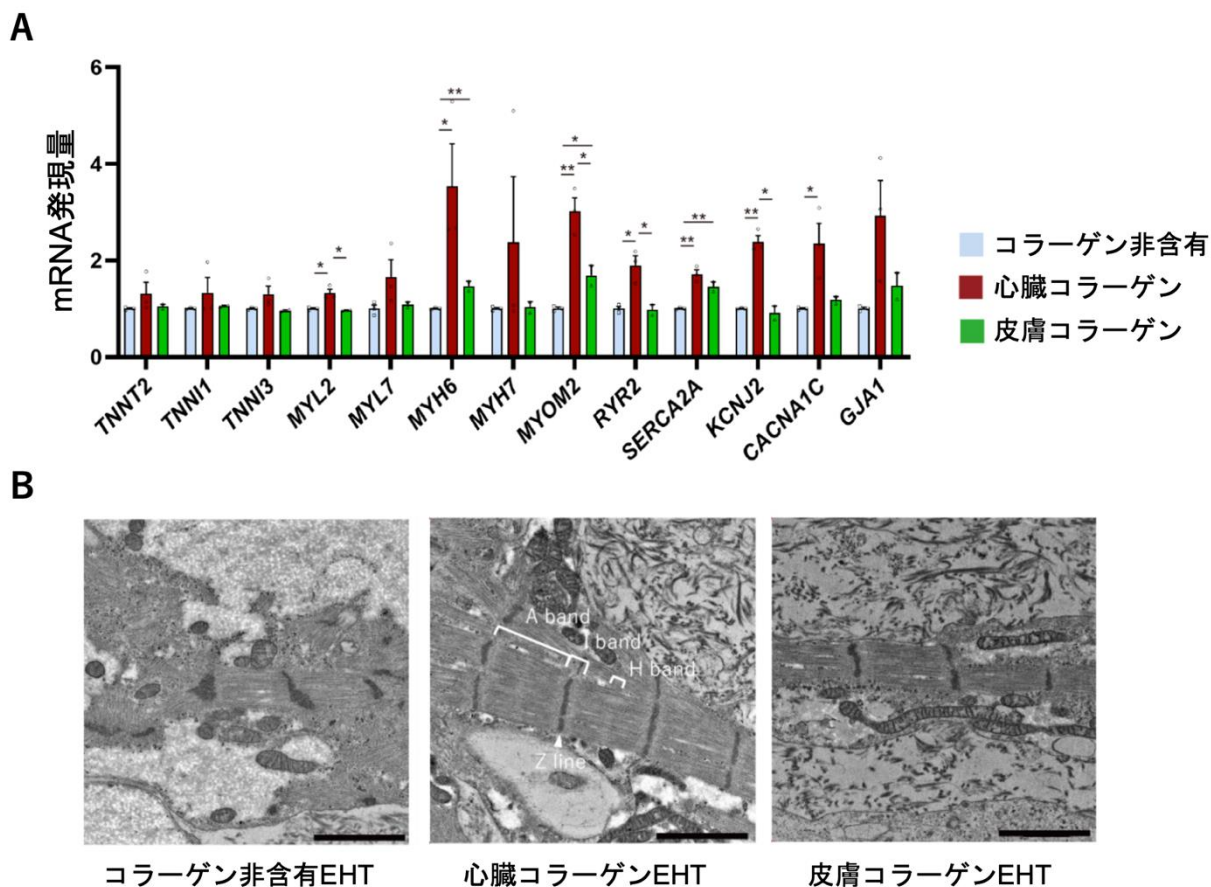 A
mRNA発現量
6
4
2
0
** 
*
*
*
**
*
*
*
*
**
**
**
*
*
*
TNNT2
TNNI1
TNNI3
MYL2
MYL7
MYH6
MYH7
MYOM2
RYR2
SERCA2A
KCNJ2
CACNA1C
GJA1
コラーゲン非含有
心臓コラーゲン
皮膚コラーゲン
B
A band
I band
H band
Z line
コラーゲン非含有EHT
心臓コラーゲンEHT
皮膚コラーゲンEHT